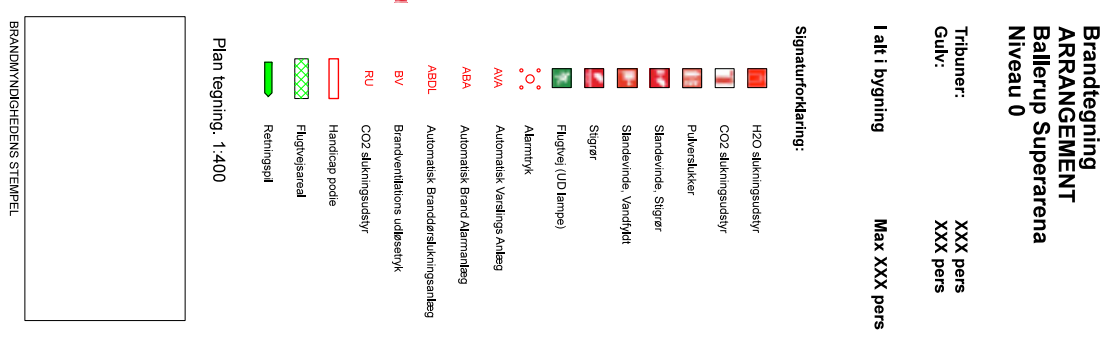 Brandtegning
ARRANGEMENT
Ballerup Superarena
Niveau 0
Tribuner: XXX pers
Gulv: XXX pers
I alt i bygning Max XXX pers
Signaturforklaring:
H2O slukningsudstyr
CO2 slukningsudstyr
Pulverslukker
Slandevinde, Stigrør
Slandevinde, Vandfyldt
Stigrør
Flugtvej (UD lampe)
Alarmtryk
AVA Automatisk Varslings Anlæg
ABA Automatisk Brand Alarmanlæg
ABDL Automatisk Branddørslukningsanlæg
BV Brandventilations udløsetryk
RU CO2 slukningsudstyr
Handicap podie
Flugtvejsareal
Retningspil
Plan tegning. 1:400
BRANDMYNDIGHEDENS STEMPEL